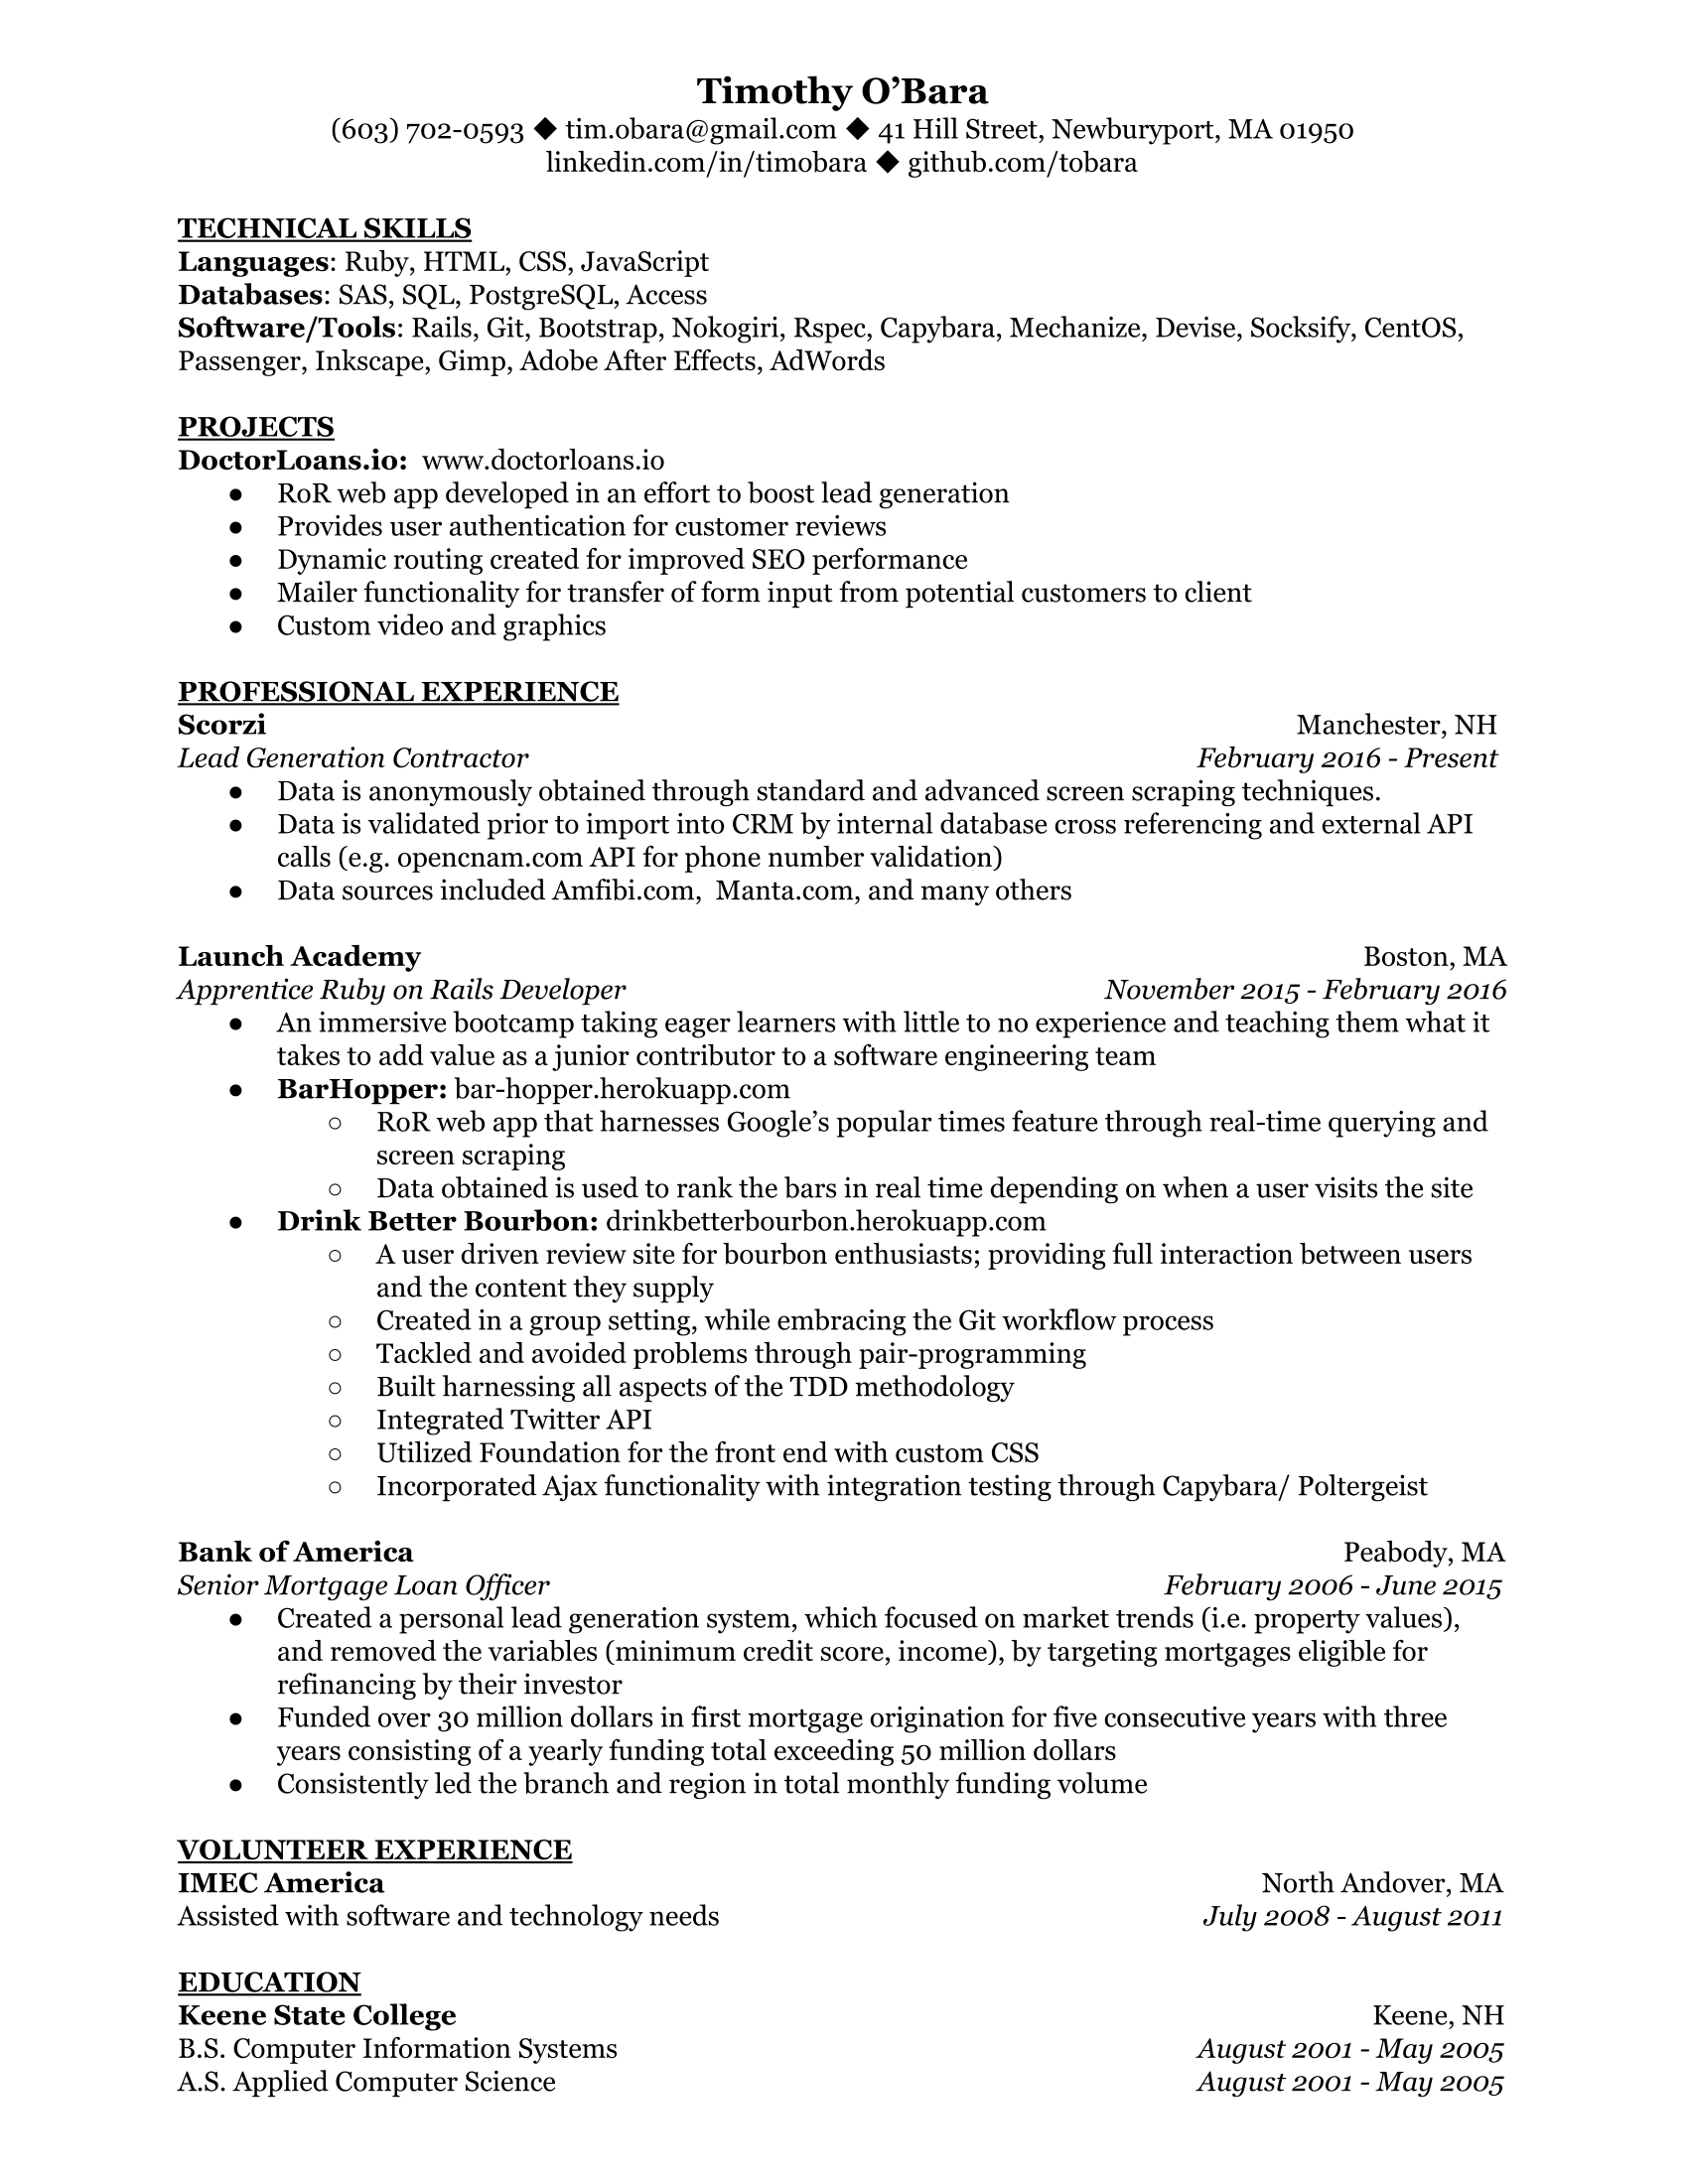 Timothy O’Bara
(603) 702-0593 ◆ tim.obara@gmail.com ◆ 41 Hill Street, Newburyport, MA 01950
linkedin.com/in/timobara ◆ github.com/tobara
TECHNICAL SKILLS
Languages: Ruby, HTML, CSS, JavaScript
Databases: SAS, SQL, PostgreSQL, Access
Software/Tools: Rails, Git, Bootstrap, Nokogiri, Rspec, Capybara, Mechanize, Devise, Socksify, CentOS,
Passenger, Inkscape, Gimp, Adobe After Effects, AdWords
PROJECTS
DoctorLoans.io: www.doctorloans.io
● RoR web app developed in an effort to boost lead generation
● Provides user authentication for customer reviews
● Dynamic routing created for improved SEO performance
● Mailer functionality for transfer of form input from potential customers to client
● Custom video and graphics
PROFESSIONAL EXPERIENCE
Scorzi Manchester, NH
Lead Generation Contractor February 2016 - Present
● Data is anonymously obtained through standard and advanced screen scraping techniques.
● Data is validated prior to import into CRM by internal database cross referencing and external API
calls (e.g. opencnam.com API for phone number validation)
● Data sources included Amfibi.com, Manta.com, and many others
Launch Academy Boston, MA
Apprentice Ruby on Rails Developer November 2015 - February 2016
● An immersive bootcamp taking eager learners with little to no experience and teaching them what it
takes to add value as a junior contributor to a software engineering team
● BarHopper: bar-hopper.herokuapp.com
○ RoR web app that harnesses Google’s popular times feature through real-time querying and
screen scraping
○ Data obtained is used to rank the bars in real time depending on when a user visits the site
● Drink Better Bourbon: drinkbetterbourbon.herokuapp.com
○ A user driven review site for bourbon enthusiasts; providing full interaction between users
and the content they supply
○ Created in a group setting, while embracing the Git workflow process
○ Tackled and avoided problems through pair-programming
○ Built harnessing all aspects of the TDD methodology
○ Integrated Twitter API
○ Utilized Foundation for the front end with custom CSS
○ Incorporated Ajax functionality with integration testing through Capybara/ Poltergeist
Bank of America Peabody, MA
Senior Mortgage Loan Officer February 2006 - June 2015
● Created a personal lead generation system, which focused on market trends (i.e. property values),
and removed the variables (minimum credit score, income), by targeting mortgages eligible for
refinancing by their investor
● Funded over 30 million dollars in first mortgage origination for five consecutive years with three
years consisting of a yearly funding total exceeding 50 million dollars
● Consistently led the branch and region in total monthly funding volume
VOLUNTEER EXPERIENCE
IMEC America North Andover, MA
Assisted with software and technology needs July 2008 - August 2011
EDUCATION
Keene State College Keene, NH
B.S. Computer Information Systems August 2001 - May 2005
A.S. Applied Computer Science August 2001 - May 2005